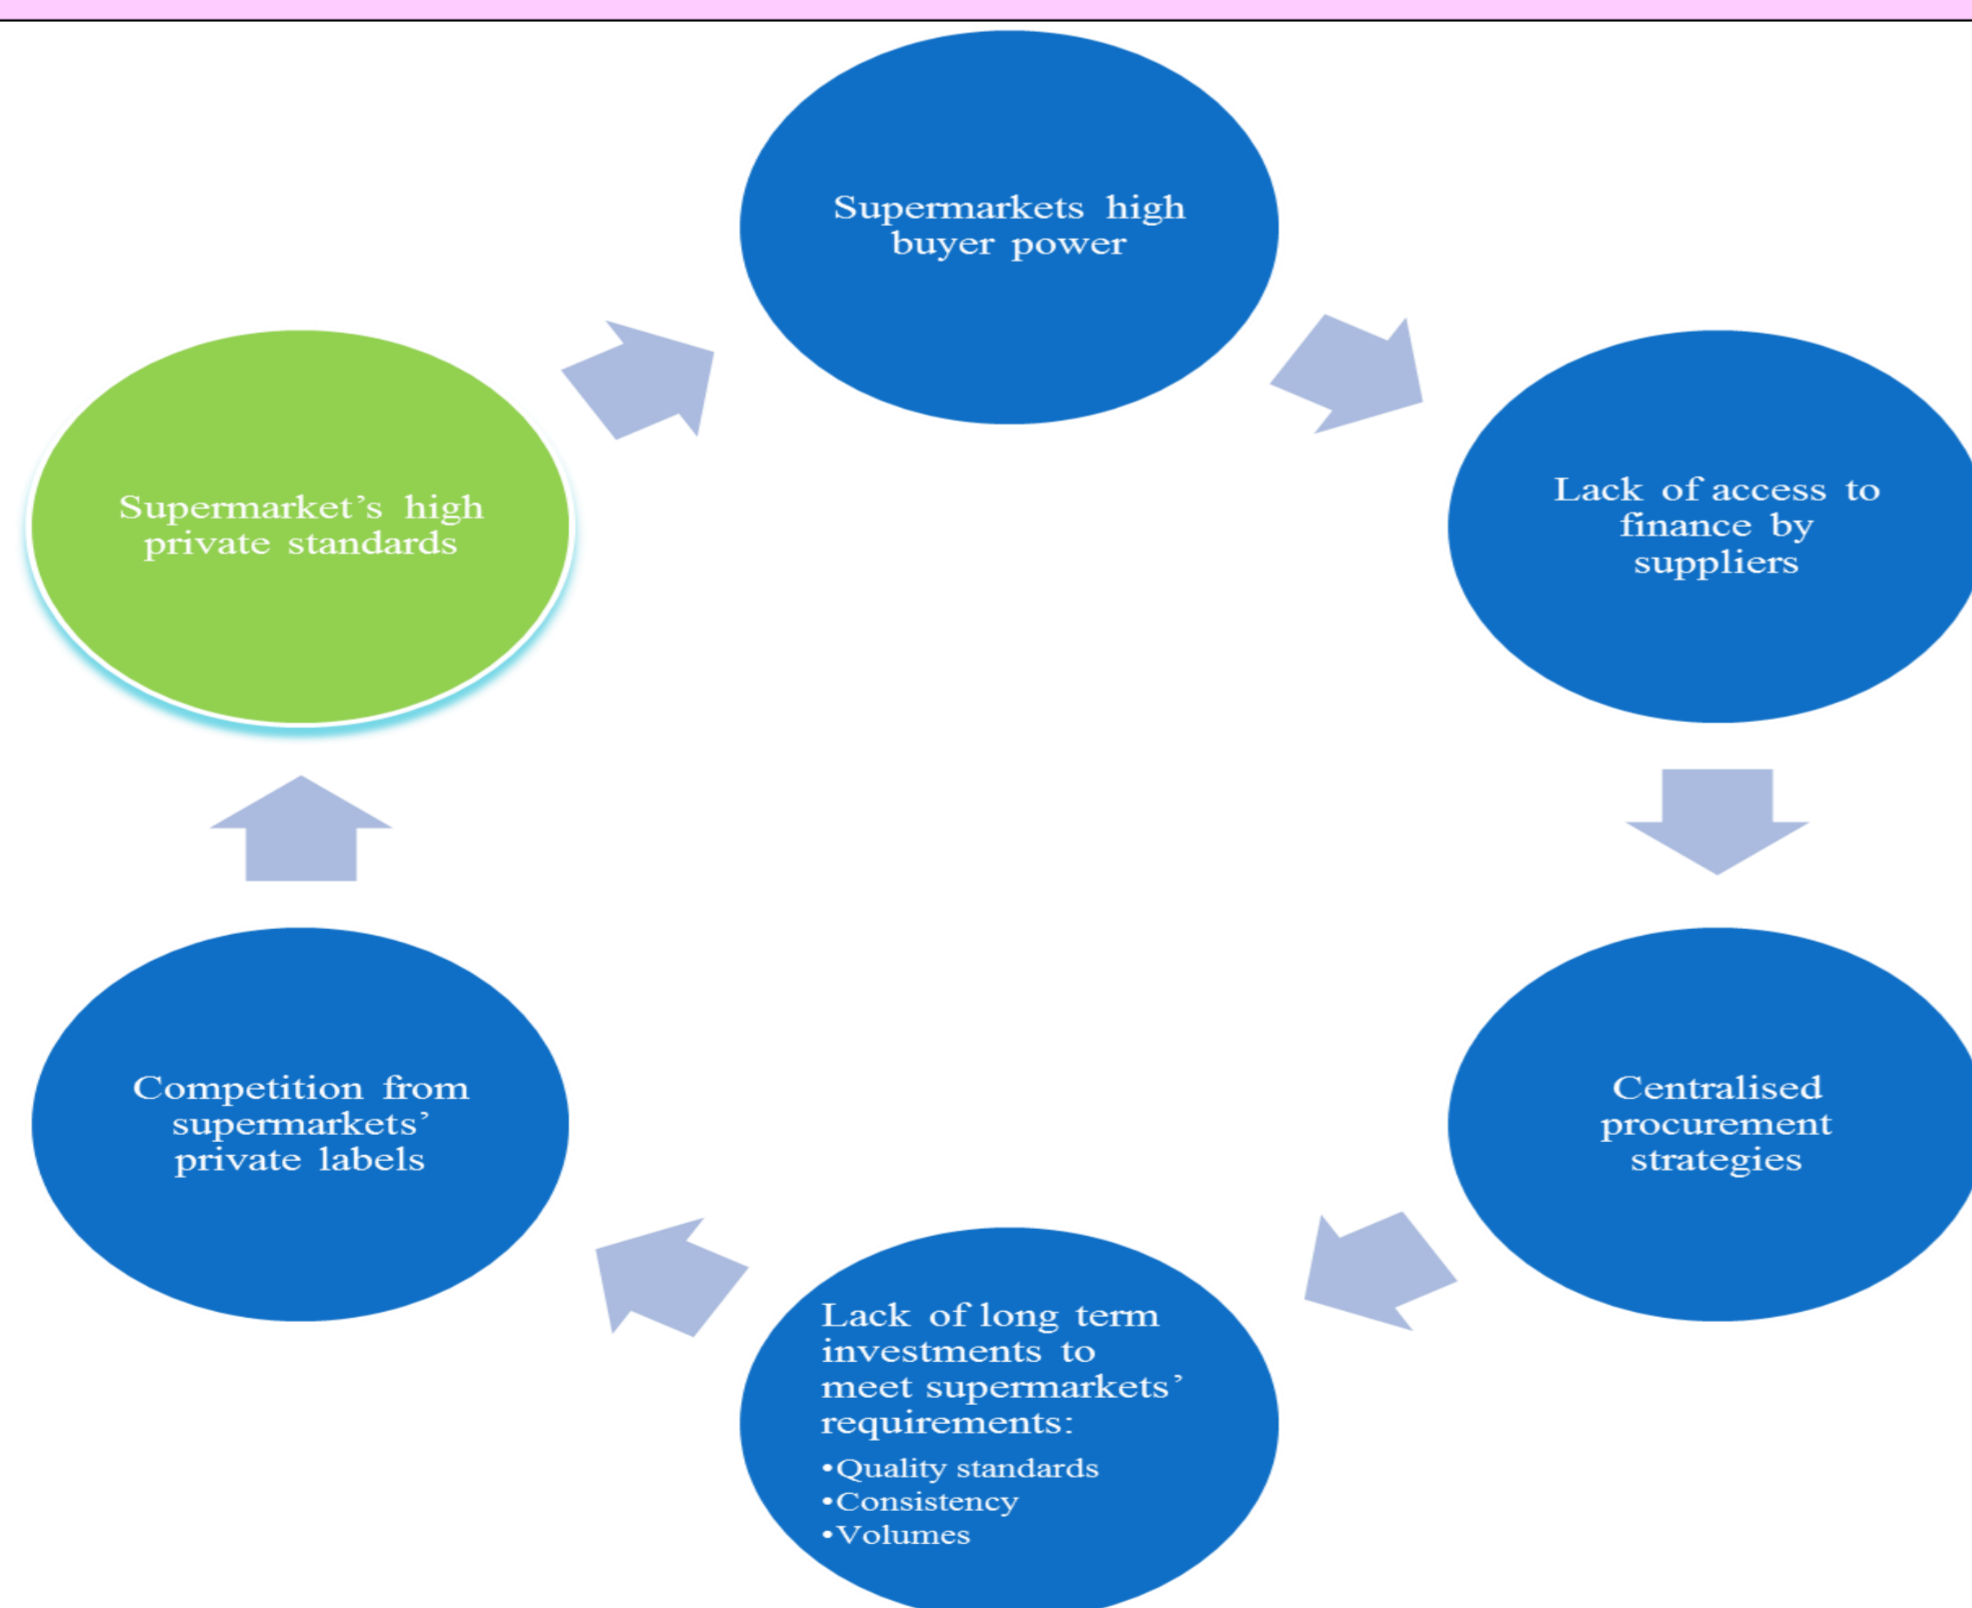 Supermarkets high
buyer power
Lack of access to
finance by
suppliers
Centralised
procurement
strategies
Lack of long term
investments to
meet supermarkets’
requirements:
•Quality standards
•Consistency
•Volumes
Competition from
supermarkets’
private labels
Supermarket’s high
private standards